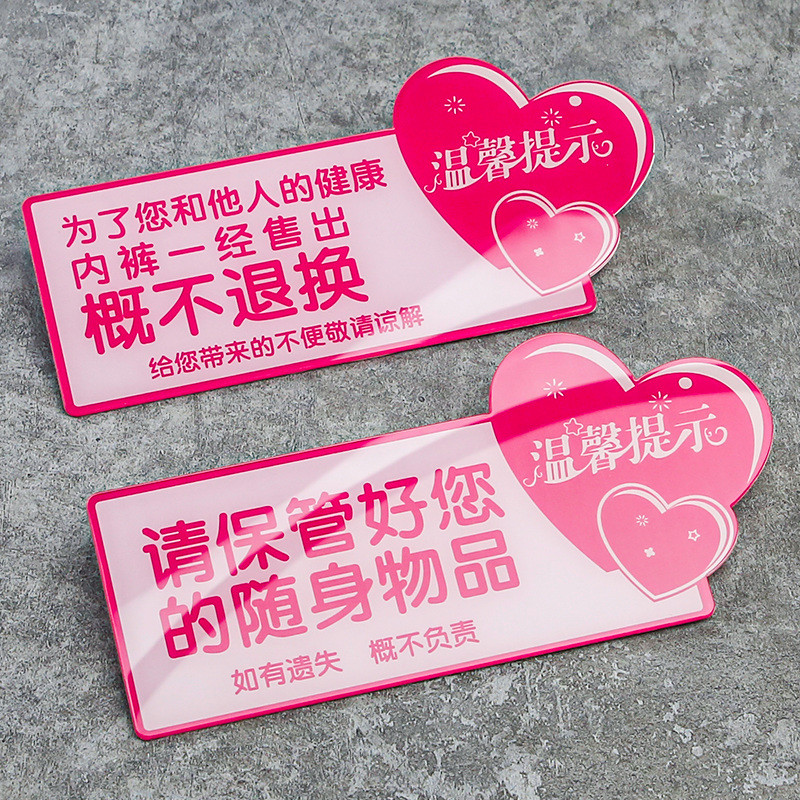 温馨提示
为了您和他人的健康
内裤一经售出
概不退换
给您带来的不便敬请谅解
温馨提示
请保管好您
的随身物品
如有遗失 概不负责